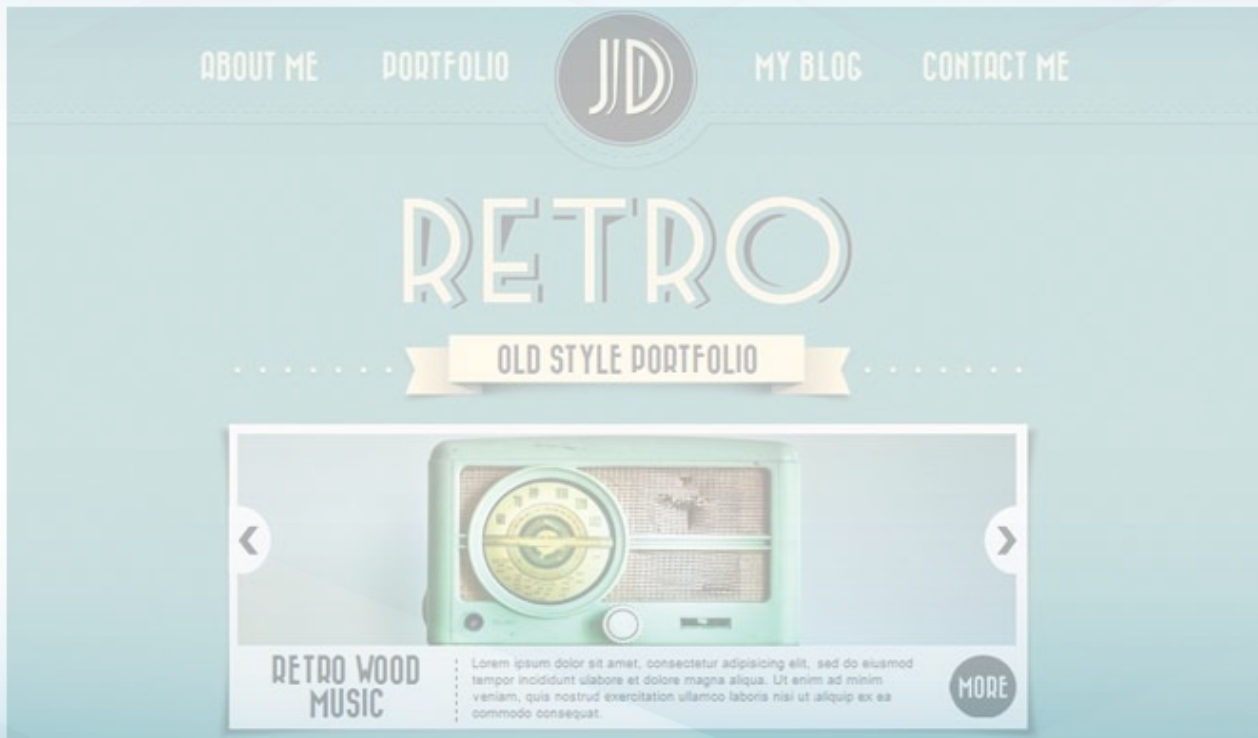 ABOUT ME PORTFOLIO JD MY BLOG CONTACT ME
RETRO
OLD STYLE PORTFOLIO
RETRO WOOD
MUSIC
Lorem ipsum dolor sit amet, consectetur adipisicing elit, sed do eiusmod
tempor incididunt ulabore et dolore magna aliqua. Ut enim ad minim
veniam, quis nostrud exercitation ullamco laboris nisi ut aliquip ex ea
commodo consequat.
MORE